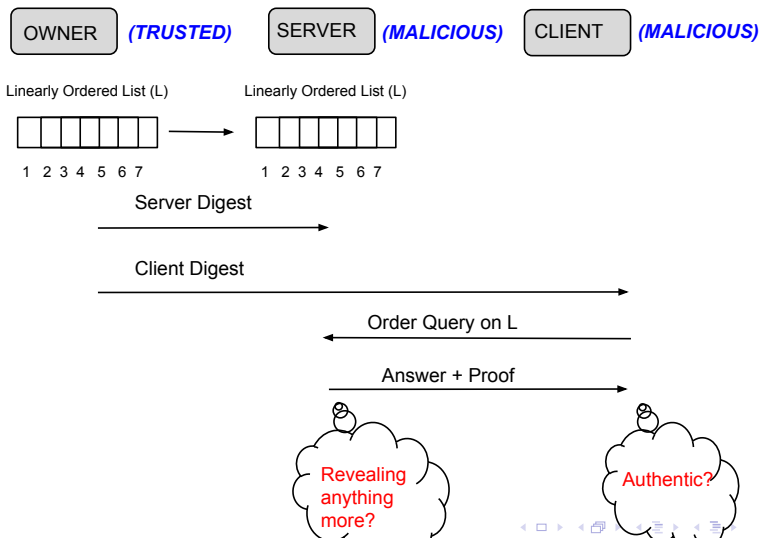 OWNER (TRUSTED) SERVER (MALICIOUS) CLIENT (MALICIOUS)
Linearly Ordered List (L) Linearly Ordered List (L)
1 2 3 4 5 6 7 1 2 3 4 5 6 7
Server Digest
Client Digest
Order Query on L
Answer + Proof
Revealing
anything
more?
Authentic?